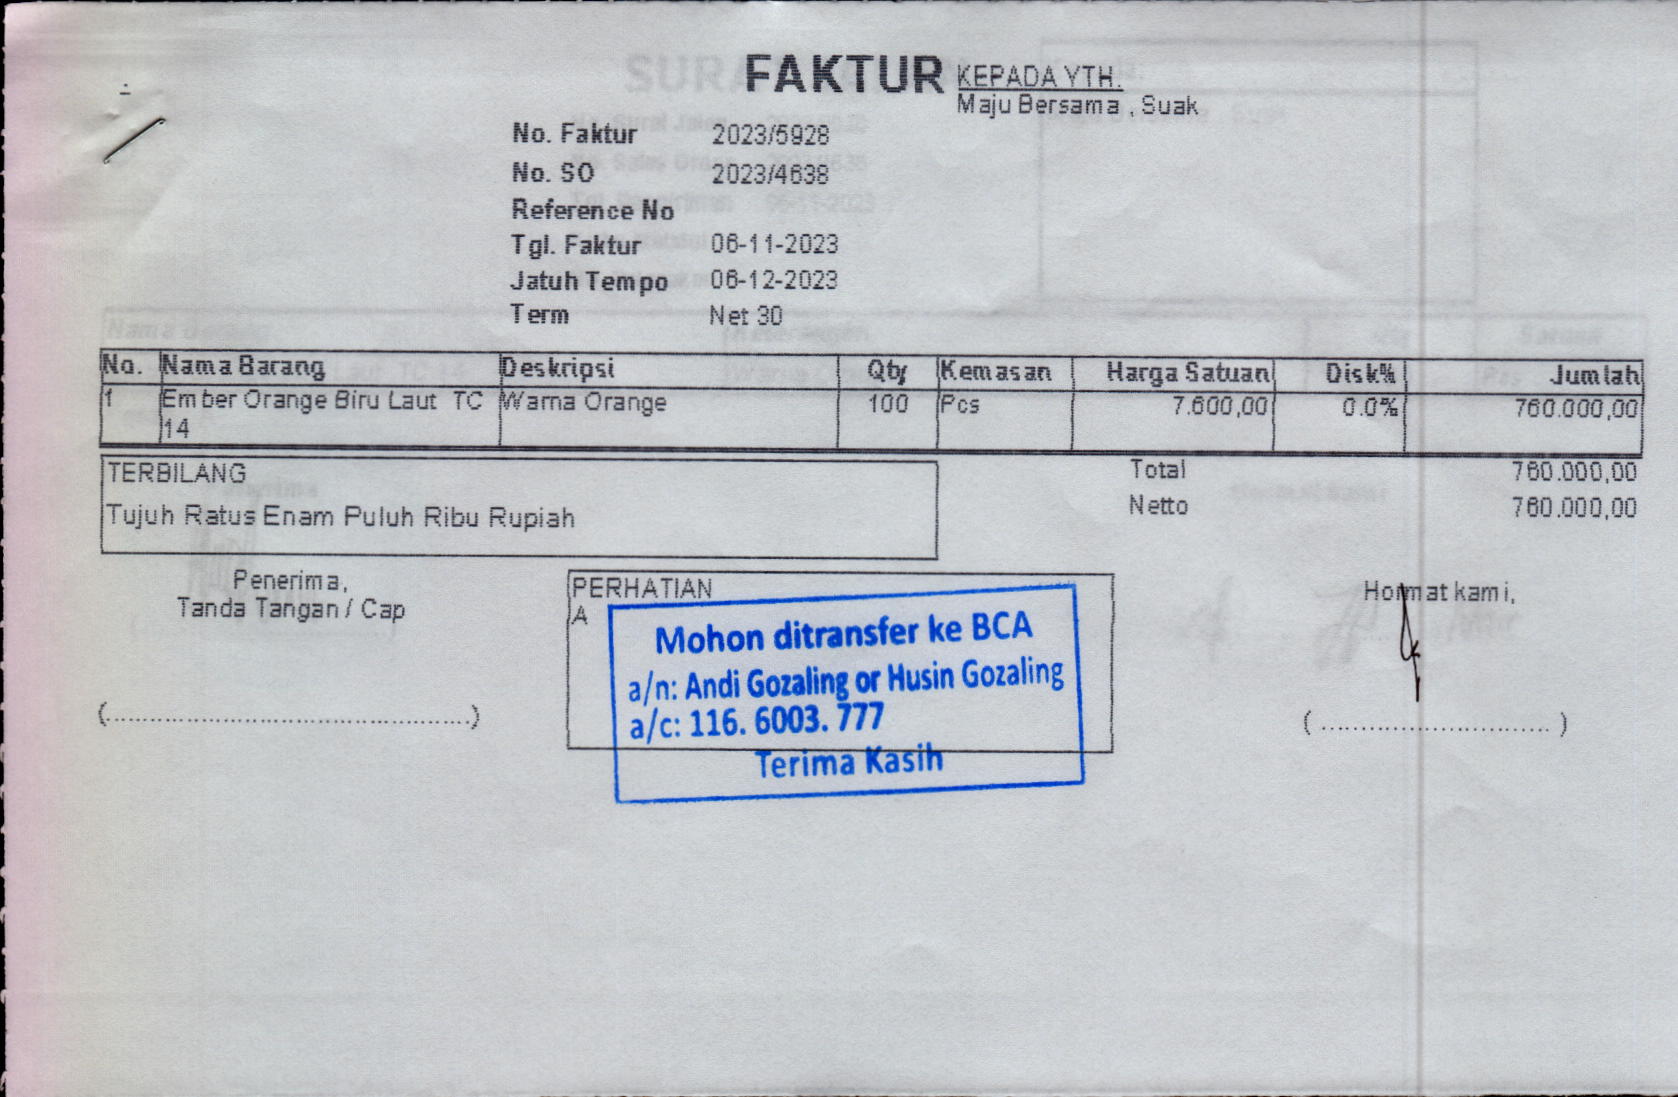 FAKTUR
KEPADA YTH.
Maju Bersama , Suak
No. Faktur 2023/5928
No. SO 2023/4638
Reference No
Tgl. Faktur 06-11-2023
Jatuh Tempo 06-12-2023
Term Net 30
No. Nama Barang Deskripsi Qty Kemasan Harga Satuan Disk% Jumlah
1 Ember Orange Biru Laut TC Warna Orange 100 Pcs 7.600,00 0.0% 760.000,00
14
TERBILANG
Tujuh Ratus Enam Puluh Ribu Rupiah
Total 760.000,00
Netto 760.000,00
Penerima,
Tanda Tangan / Cap
(..........................................)
PERHATIAN
A
Mohon ditransfer ke BCA
a/n: Andi Gozaling or Husin Gozaling
a/c: 116. 6003. 777
Terima Kasih
Hormat kami,
( ............................. )